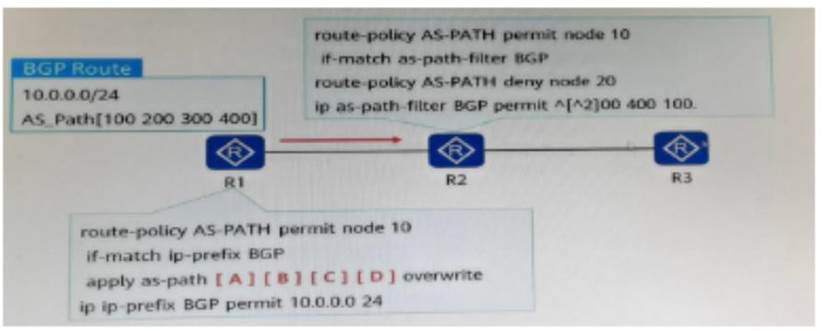 route-policy AS-PATH permit node 10
if-match as-path-filter BGP
route-policy AS-PATH deny node 20
ip as-path-filter BGP permit ^[^2]00 400 100.
BGP Route
10.0.0.0/24
AS_Path[100 200 300 400]
R
R
R
R1
R2
R3
route-policy AS-PATH permit node 10
if-match ip-prefix BGP
apply as-path [ A ] [ B ] [ C ] [ D ] overwrite
ip ip-prefix BGP permit 10.0.0.0 24